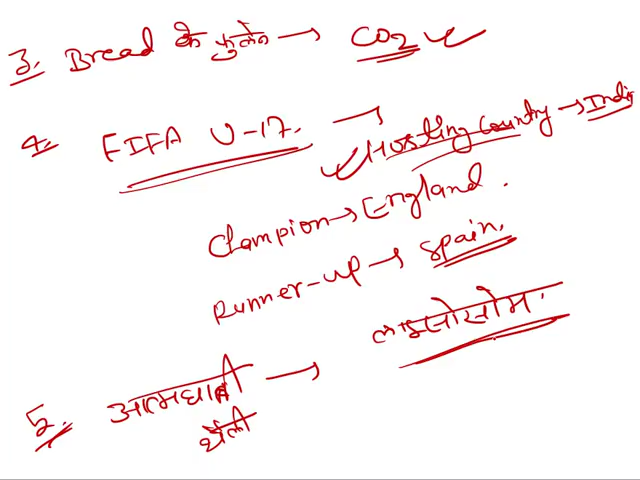 3. Bread के फुलने → CO2
4. FIFA U-17. →
Hosting Country → India
Champion → England.
Runner-up → Spain.
5. आत्मघाती → लाइसोसोम.
थैली